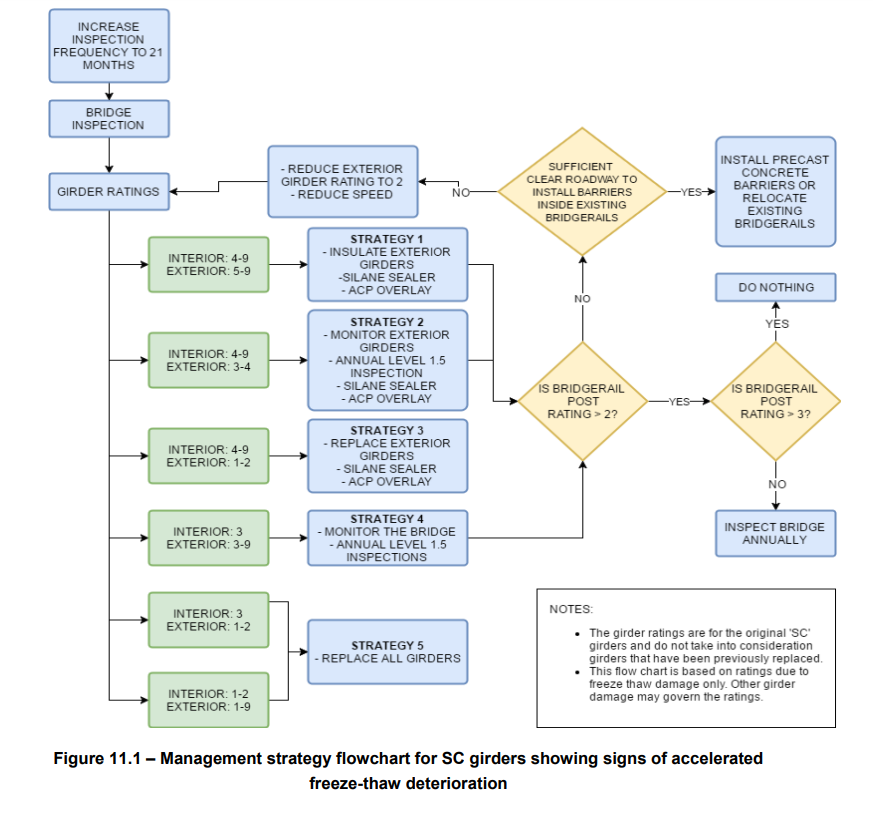 INCREASE
INSPECTION
FREQUENCY TO 21
MONTHS
BRIDGE
INSPECTION
GIRDER RATINGS
- REDUCE EXTERIOR
GIRDER RATING TO 2
- REDUCE SPEED
NO
SUFFICIENT
CLEAR ROADWAY TO
INSTALL BARRIERS
INSIDE EXISTING
BRIDGERAILS
YES
INSTALL PRECAST
CONCRETE
BARRIERS OR
RELOCATE
EXISTING
BRIDGERAILS
INTERIOR: 4-9
EXTERIOR: 5-9
STRATEGY 1
- INSULATE EXTERIOR
GIRDERS
-SILANE SEALER
- ACP OVERLAY
NO
DO NOTHING
YES
INTERIOR: 4-9
EXTERIOR: 3-4
STRATEGY 2
- MONITOR EXTERIOR
GIRDERS
- ANNUAL LEVEL 1.5
INSPECTION
- SILANE SEALER
- ACP OVERLAY
IS BRIDGERAIL
POST
RATING > 2?
YES
IS BRIDGERAIL
POST
RATING > 3?
INTERIOR: 4-9
EXTERIOR: 1-2
STRATEGY 3
- REPLACE EXTERIOR
GIRDERS
- SILANE SEALER
- ACP OVERLAY
NO
INTERIOR: 3
EXTERIOR: 3-9
STRATEGY 4
- MONITOR THE BRIDGE
- ANNUAL LEVEL 1.5
INSPECTIONS
INSPECT BRIDGE
ANNUALLY
INTERIOR: 3
EXTERIOR: 1-2
STRATEGY 5
- REPLACE ALL GIRDERS
INTERIOR: 1-2
EXTERIOR: 1-9
NOTES:
• The girder ratings are for the original 'SC'
girders and do not take into consideration
girders that have been previously replaced.
• This flow chart is based on ratings due to
freeze thaw damage only. Other girder
damage may govern the ratings.
Figure 11.1 – Management strategy flowchart for SC girders showing signs of accelerated
freeze-thaw deterioration